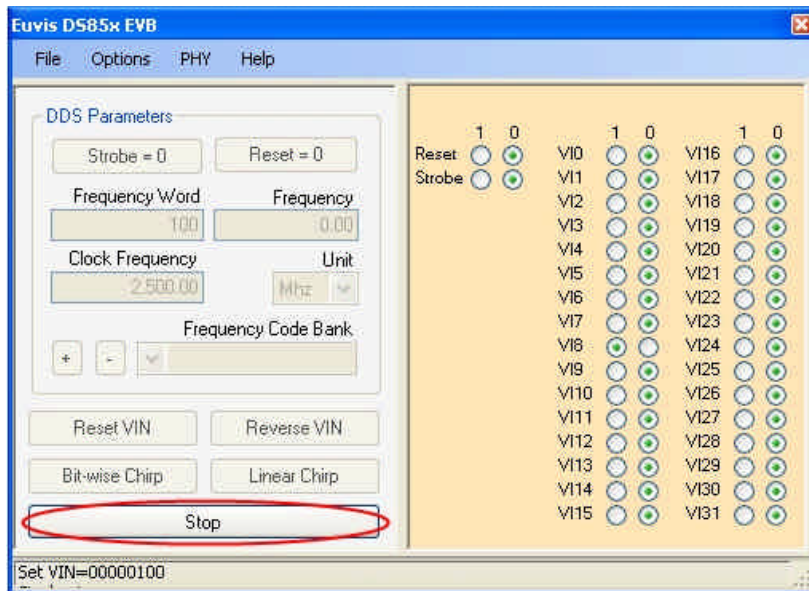 Euvis DS85x EVB
File Options PHY Help
DDS Parameters
Strobe = 0 Reset = 0
Frequency Word Frequency
100 0.00
Clock Frequency Unit
2,500.00 Mhz
Frequency Code Bank
+ -
Reset VIN Reverse VIN
Bit-wise Chirp Linear Chirp
Stop
1 0 1 0 1 0
Reset VI0 VI16
Strobe VI1 VI17
VI2 VI18
VI3 VI19
VI4 VI20
VI5 VI21
VI6 VI22
VI7 VI23
VI8 VI24
VI9 VI25
VI10 VI26
VI11 VI27
VI12 VI28
VI13 VI29
VI14 VI30
VI15 VI31
Set VIN=00000100